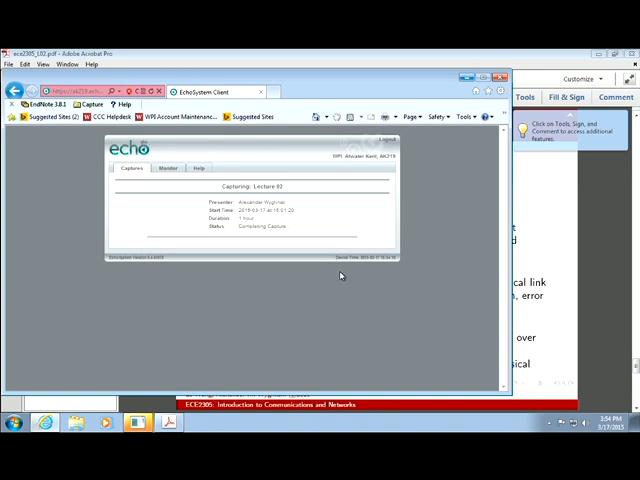 ece2305_L02.pdf - Adobe Acrobat Pro
File Edit View Window Help
Customize
Tools Fill & Sign Comment
Click on Tools, Sign, and
Comment to access additional
features.
EchoSystem Client
EndNote 3.8.1 Capture Help
Suggested Sites (2) CCC Helpdesk WPI Account Maintenanc... Suggested Sites Page Safety Tools
echo
Logout
WPI, Atwater Kent, AK219
Captures Monitor Help
Capturing: Lecture 02
Presenter: Alexander Wyglinski
Start Time 2015-03-17 at 15:01:20
Duration 1 hour
Status: Completing Capture
cal link
n, error
over
sical
ECE2305: Introduction to Communications and Networks
3:54 PM
3/17/2015